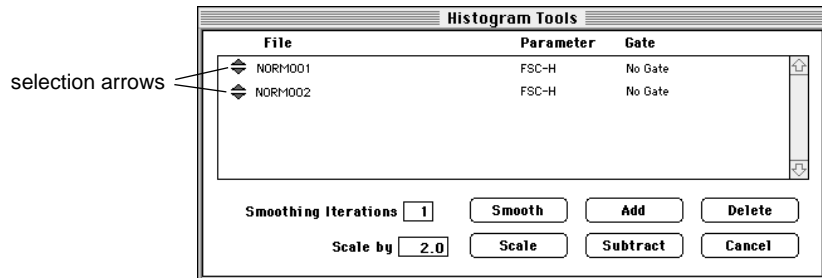 Histogram Tools
File Parameter Gate
selection arrows
NORM001 FSC-H No Gate
NORM002 FSC-H No Gate
Smoothing Iterations 1 Smooth Add Delete
Scale by 2.0 Scale Subtract Cancel